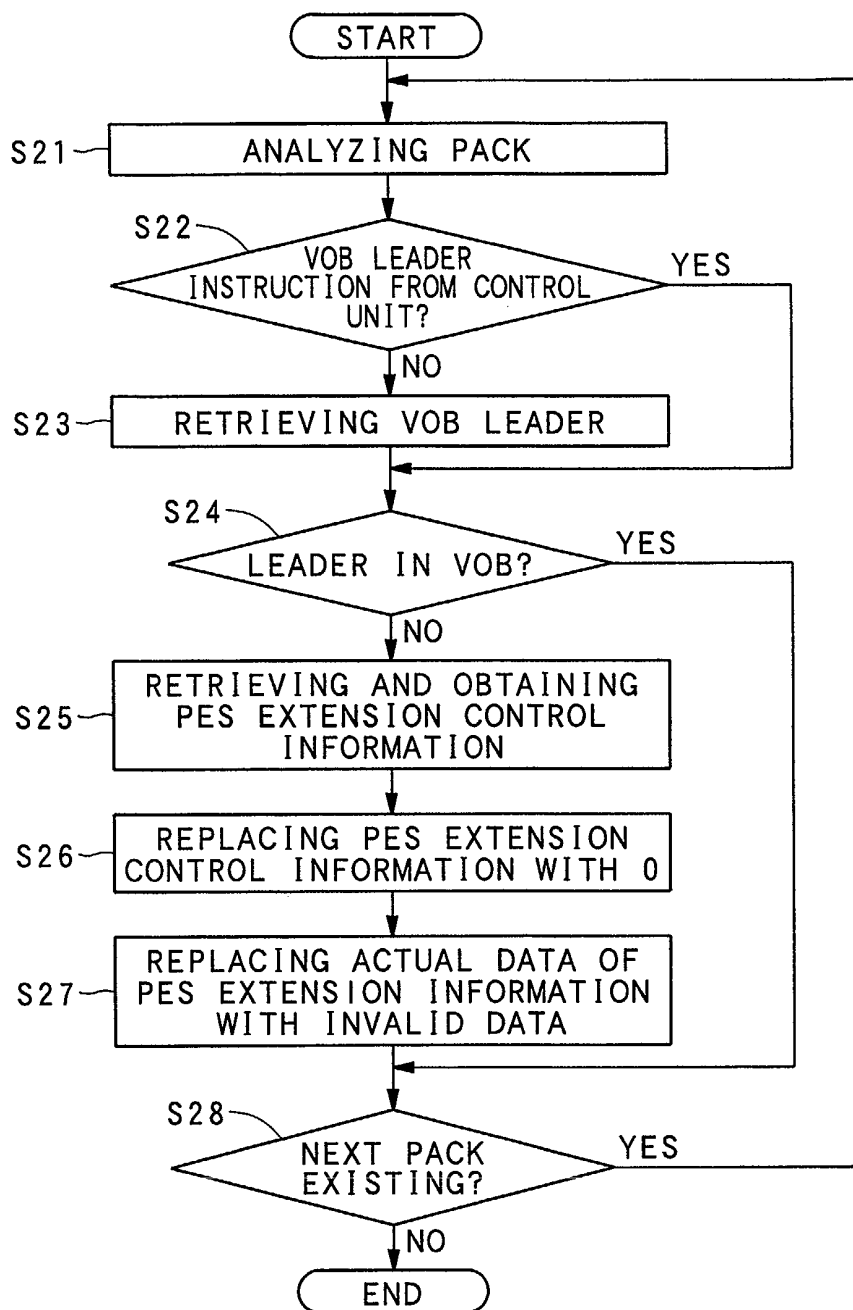 START
S21
ANALYZING PACK
S22
VOB LEADER
INSTRUCTION FROM CONTROL
UNIT?
YES
NO
S23
RETRIEVING VOB LEADER
S24
LEADER IN VOB?
YES
NO
S25
RETRIEVING AND OBTAINING
PES EXTENSION CONTROL
INFORMATION
S26
REPLACING PES EXTENSION
CONTROL INFORMATION WITH 0
S27
REPLACING ACTUAL DATA OF
PES EXTENSION INFORMATION
WITH INVALID DATA
S28
NEXT PACK
EXISTING?
YES
NO
END